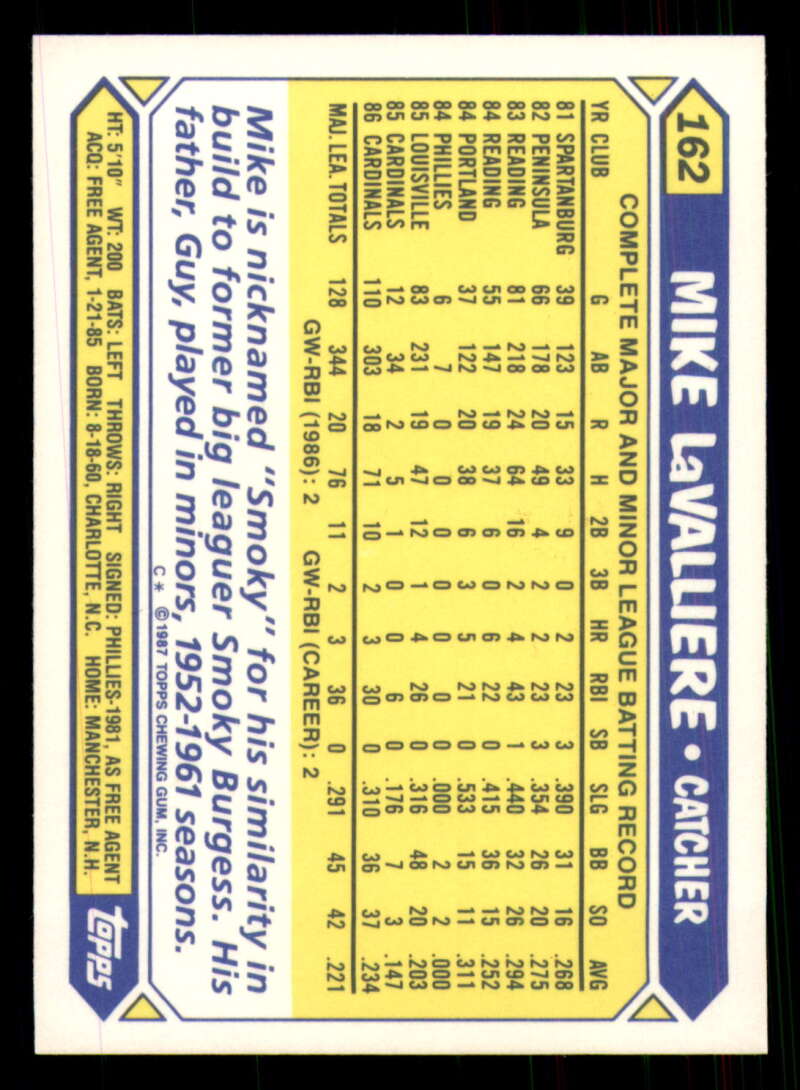 162
MIKE LaVALLIERE • CATCHER
COMPLETE MAJOR AND MINOR LEAGUE BATTING RECORD
YR CLUB G AB R H 2B 3B HR RBI SB SLG BB SO AVG
81 SPARTANBURG 39 123 15 33 9 0 2 23 3 .390 31 16 .268
82 PENINSULA 66 178 20 49 4 2 2 23 3 .354 26 20 .275
83 READING 81 218 24 64 16 2 4 43 1 .440 32 26 .294
84 READING 55 147 19 37 6 0 6 22 0 .415 36 15 .252
84 PORTLAND 37 122 20 38 6 3 5 21 0 .533 15 11 .311
84 PHILLIES 6 7 0 0 0 0 0 0 0 .000 2 2 .000
85 LOUISVILLE 83 231 19 47 12 1 4 26 0 .316 48 20 .203
85 CARDINALS 12 34 2 5 1 0 0 6 0 .176 7 3 .147
86 CARDINALS 110 303 18 71 10 2 3 30 0 .310 36 37 .234
MAJ. LEA. TOTALS 128 344 20 76 11 2 3 36 0 .291 45 42 .221
GW-RBI (1986): 2 GW-RBI (CAREER): 2
Mike is nicknamed "Smoky" for his similarity in
build to former big leaguer Smoky Burgess. His
father, Guy, played in minors, 1952-1961 seasons.
C* ©1987 TOPPS CHEWING GUM, INC.
HT: 5'10" WT: 200 BATS: LEFT THROWS: RIGHT SIGNED: PHILLIES-1981, AS FREE AGENT
ACQ: FREE AGENT, 1-21-85 BORN: 8-18-60, CHARLOTTE, N.C. HOME: MANCHESTER, N.H.
topps